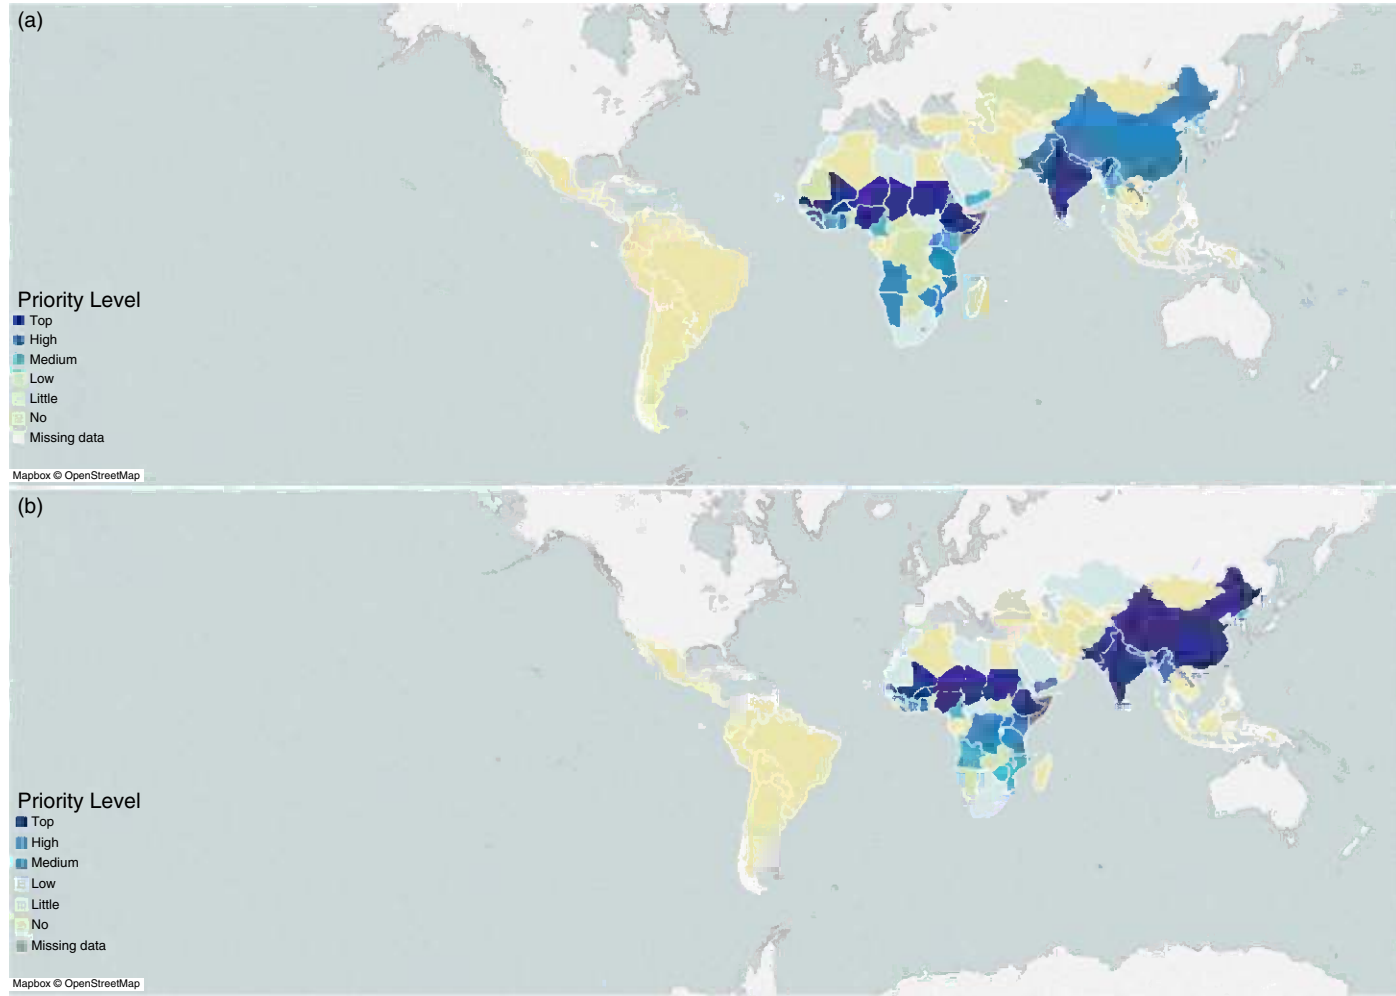 (a)
Priority Level
Top
High
Medium
Low
Little
No
Missing data
Mapbox © OpenStreetMap
(b)
Priority Level
Top
High
Medium
Low
Little
No
Missing data
Mapbox © OpenStreetMap